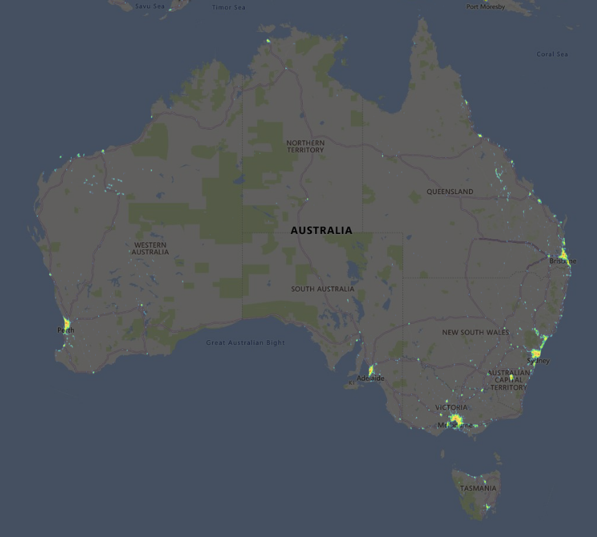 Savu Sea
Timor Sea
Port Moresby
Coral Sea
NORTHERN
TERRITORY
QUEENSLAND
AUSTRALIA
WESTERN
AUSTRALIA
Brisbane
SOUTH AUSTRALIA
Perth
Great Australian Bight
NEW SOUTH WALES
Sydney
AUSTRALIAN
CAPITAL
TERRITORY
Adelaide
VICTORIA
Melbourne
TASMANIA